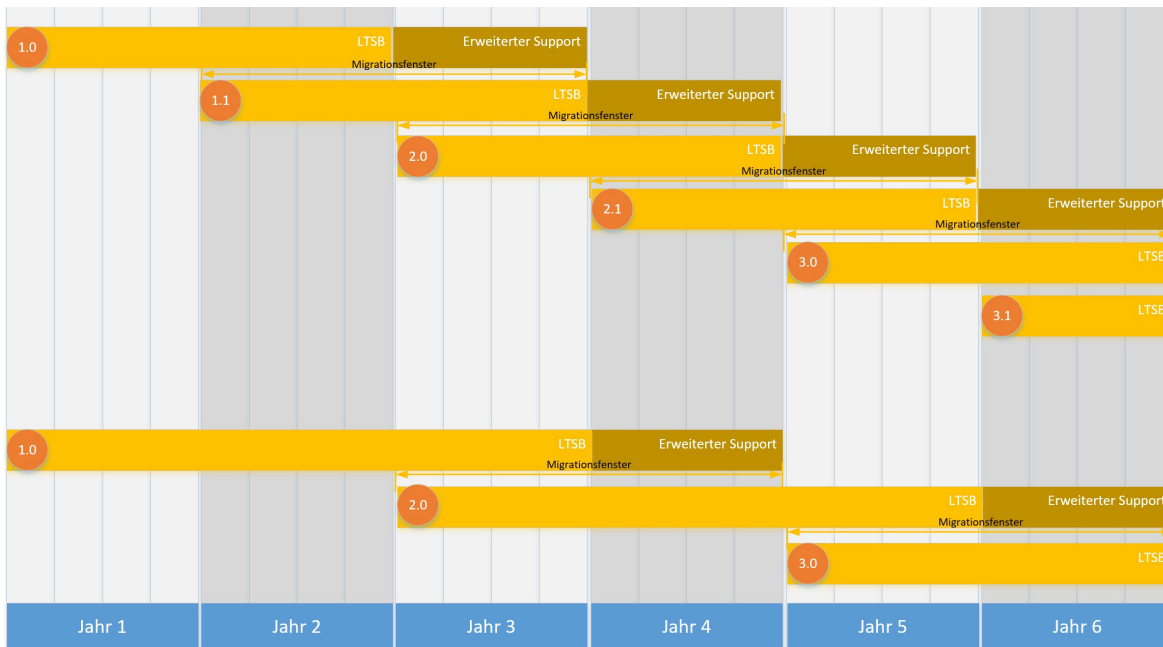 1.0 LTSB Erweiterter Support
Migrationsfenster
1.1 LTSB Erweiterter Support
Migrationsfenster
2.0 LTSB Erweiterter Support
Migrationsfenster
2.1 LTSB Erweiterter Support
Migrationsfenster
3.0 LTSB
3.1 LTSB
1.0 LTSB Erweiterter Support
Migrationsfenster
2.0 LTSB Erweiterter Support
Migrationsfenster
3.0 LTSB
Jahr 1 Jahr 2 Jahr 3 Jahr 4 Jahr 5 Jahr 6